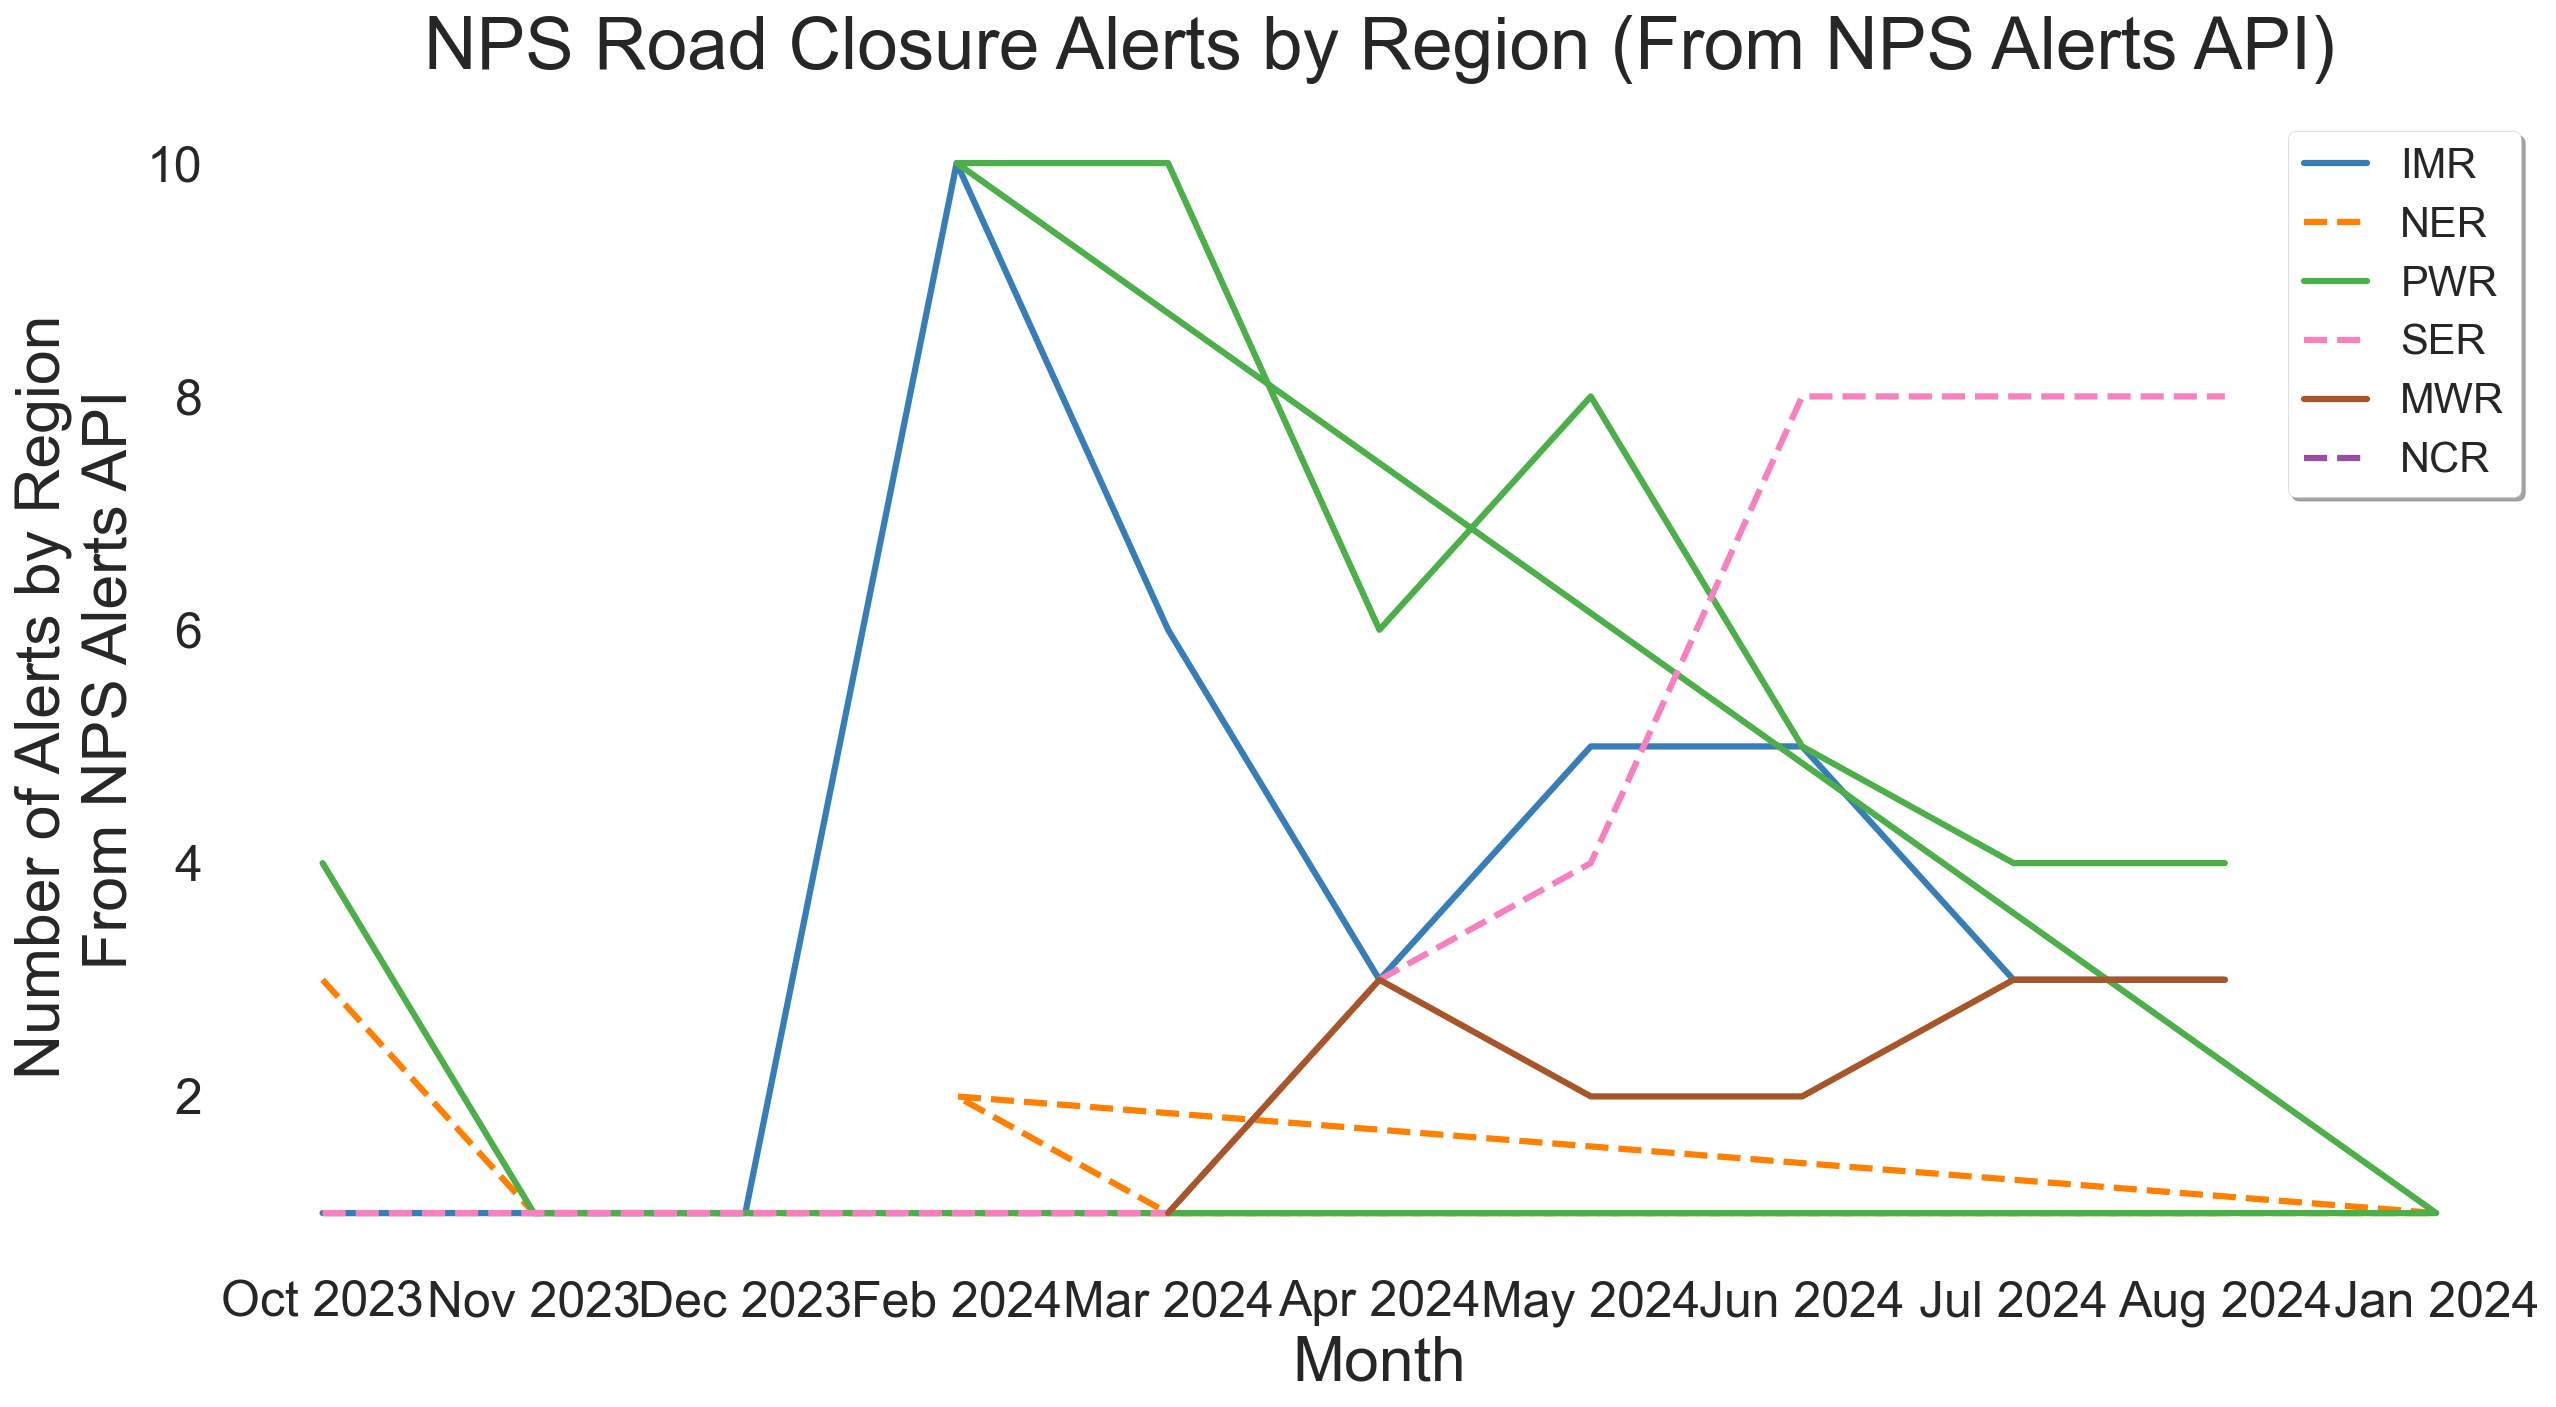 NPS Road Closure Alerts by Region (From NPS Alerts API)
Number of Alerts by Region
From NPS Alerts API
10
8
6
4
2
IMR
NER
PWR
SER
MWR
NCR
Oct 2023 Nov 2023 Dec 2023 Feb 2024 Mar 2024 Apr 2024 May 2024 Jun 2024 Jul 2024 Aug 2024 Jan 2024
Month